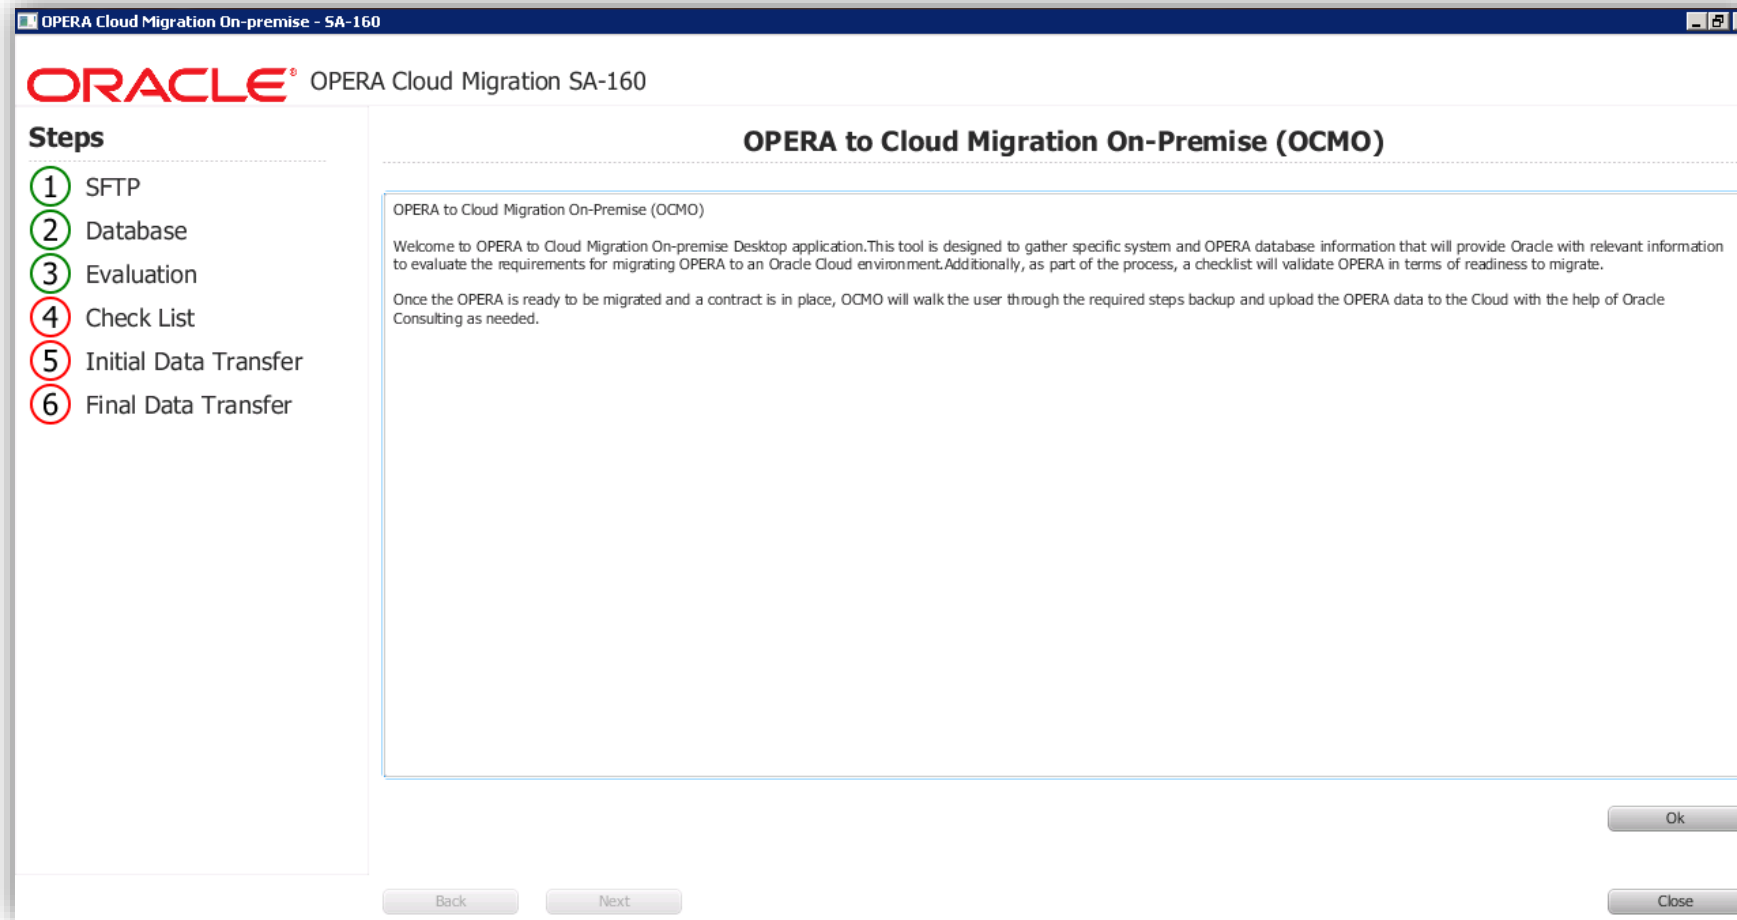 OPERA Cloud Migration On-premise - SA-160
ORACLE® OPERA Cloud Migration SA-160
Steps
1 SFTP
2 Database
3 Evaluation
4 Check List
5 Initial Data Transfer
6 Final Data Transfer
OPERA to Cloud Migration On-Premise (OCMO)
OPERA to Cloud Migration On-Premise (OCMO)
Welcome to OPERA to Cloud Migration On-premise Desktop application.This tool is designed to gather specific system and OPERA database information that will provide Oracle with relevant information
to evaluate the requirements for migrating OPERA to an Oracle Cloud environment.Additionally, as part of the process, a checklist will validate OPERA in terms of readiness to migrate.
Once the OPERA is ready to be migrated and a contract is in place, OCMO will walk the user through the required steps backup and upload the OPERA data to the Cloud with the help of Oracle
Consulting as needed.
Ok
Back Next Close